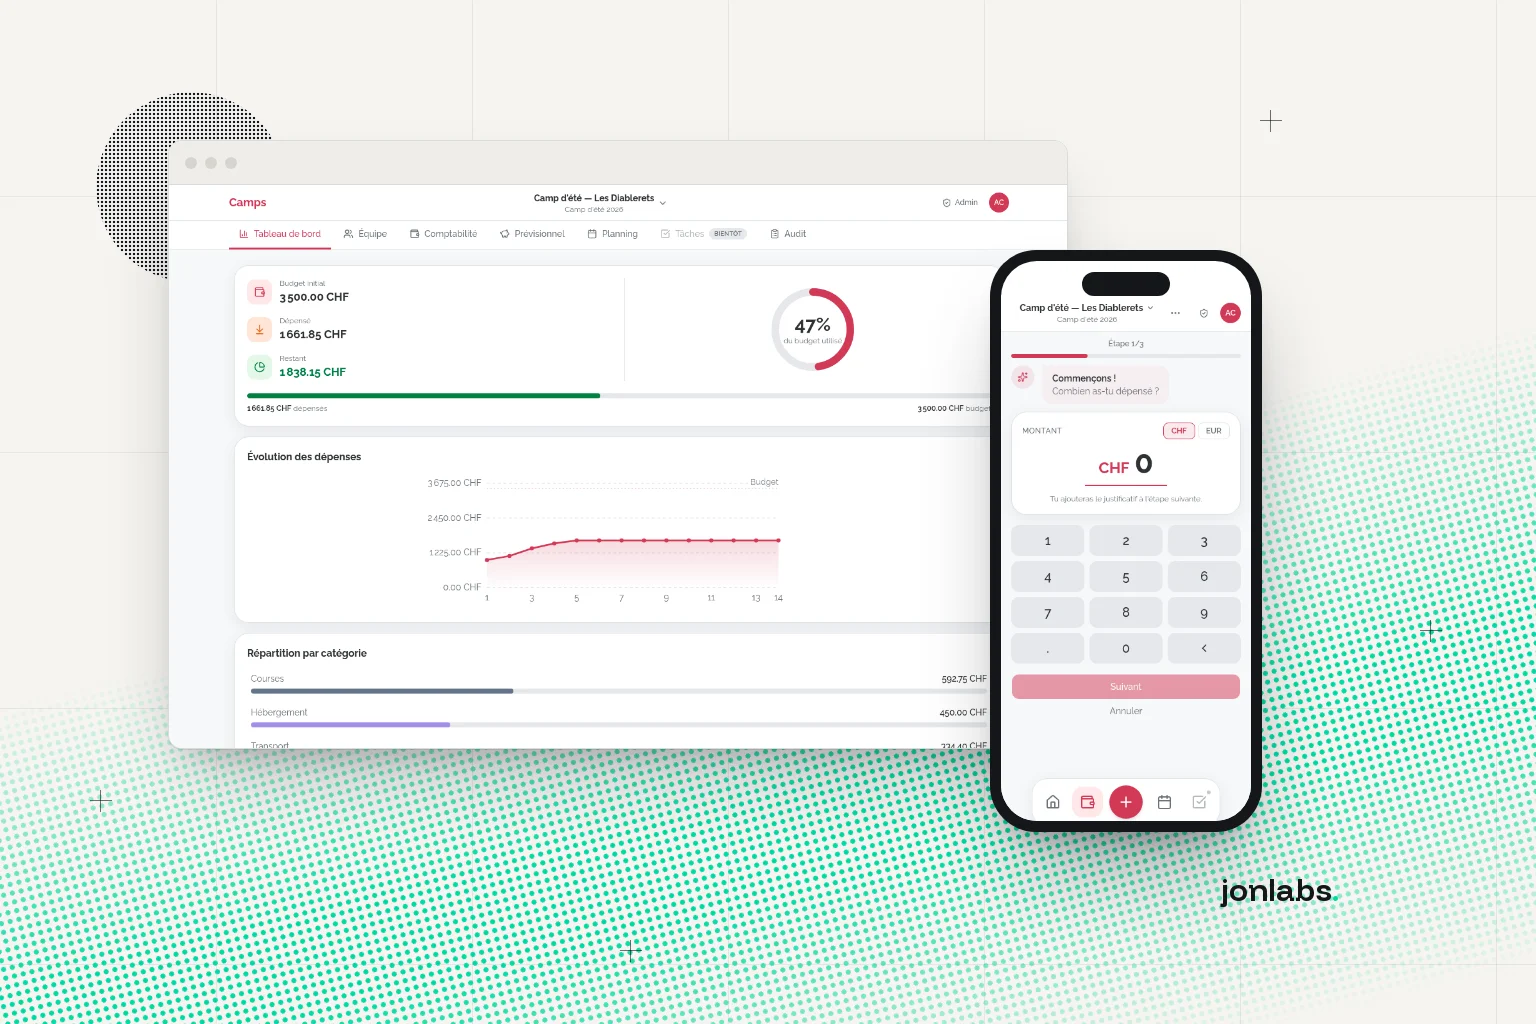 Camps
Camp d'été — Les Diablerets
Camp d'été 2026
Admin
AC
Tableau de bord
Équipe
Comptabilité
Prévisionnel
Planning
Tâches BIENTÔT
Audit
Budget initial
3 500.00 CHF
Dépensé
1 661.85 CHF
Restant
1 838.15 CHF
47%
du budget utilisé
1 661.85 CHF dépensés
3 500.00 CHF budget
Évolution des dépenses
3 675.00 CHF
Budget
2 450.00 CHF
1 225.00 CHF
0.00 CHF
1 3 5 7 9 11 13 14
Répartition par catégorie
Courses
592.75 CHF
Hébergement
450.00 CHF
Transport
334.40 CHF
Camp d'été — Les Diablerets
Camp d'été 2026
AC
Étape 1/3
Commençons !
Combien as-tu dépensé ?
MONTANT
CHF
EUR
CHF 0
Tu ajouteras le justificatif à l'étape suivante.
1 2 3
4 5 6
7 8 9
. 0
Suivant
Annuler
jonlabs.